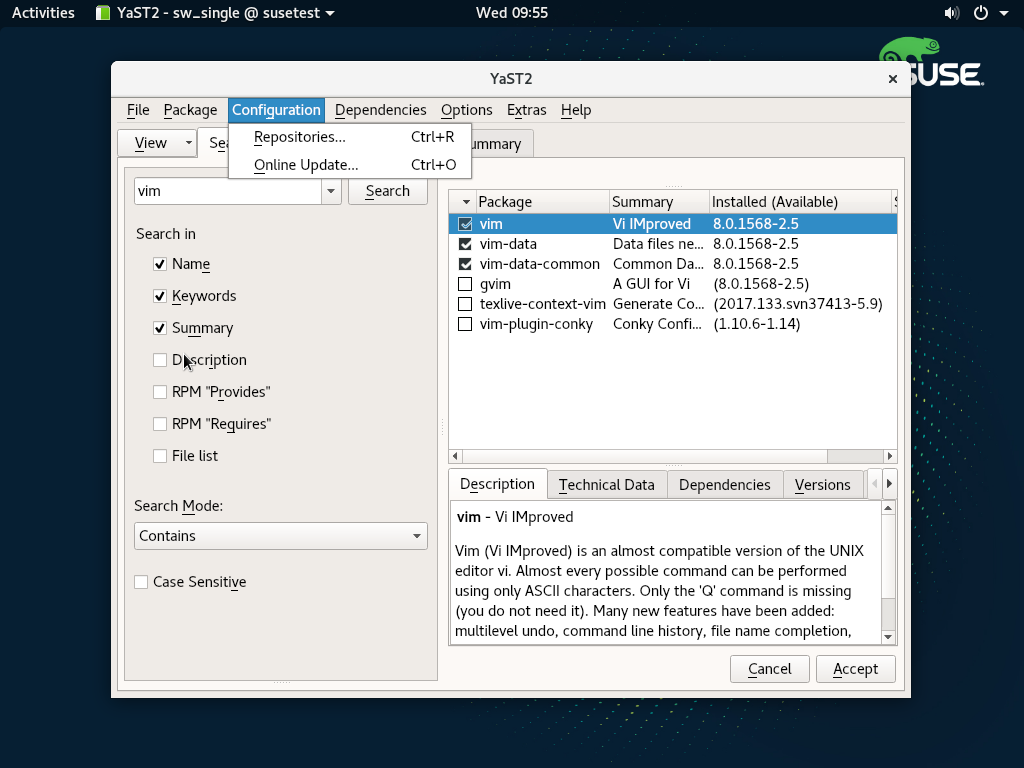 Activities YaST2 - sw_single @ susetest Wed 09:55
SUSE
YaST2
File Package Configuration Dependencies Options Extras Help
Repositories... Ctrl+R
Online Update... Ctrl+O
View
vim Search
Search in
Name
Keywords
Summary
Description
RPM "Provides"
RPM "Requires"
File list
Search Mode:
Contains
Case Sensitive
Package Summary Installed (Available)
vim Vi IMproved 8.0.1568-2.5
vim-data Data files ne... 8.0.1568-2.5
vim-data-common Common Da... 8.0.1568-2.5
gvim A GUI for Vi (8.0.1568-2.5)
texlive-context-vim Generate Co... (2017.133.svn37413-5.9)
vim-plugin-conky Conky Confi... (1.10.6-1.14)
Description Technical Data Dependencies Versions
vim - Vi IMproved
Vim (Vi IMproved) is an almost compatible version of the UNIX
editor vi. Almost every possible command can be performed
using only ASCII characters. Only the 'Q' command is missing
(you do not need it). Many new features have been added:
multilevel undo, command line history, file name completion,
Cancel Accept